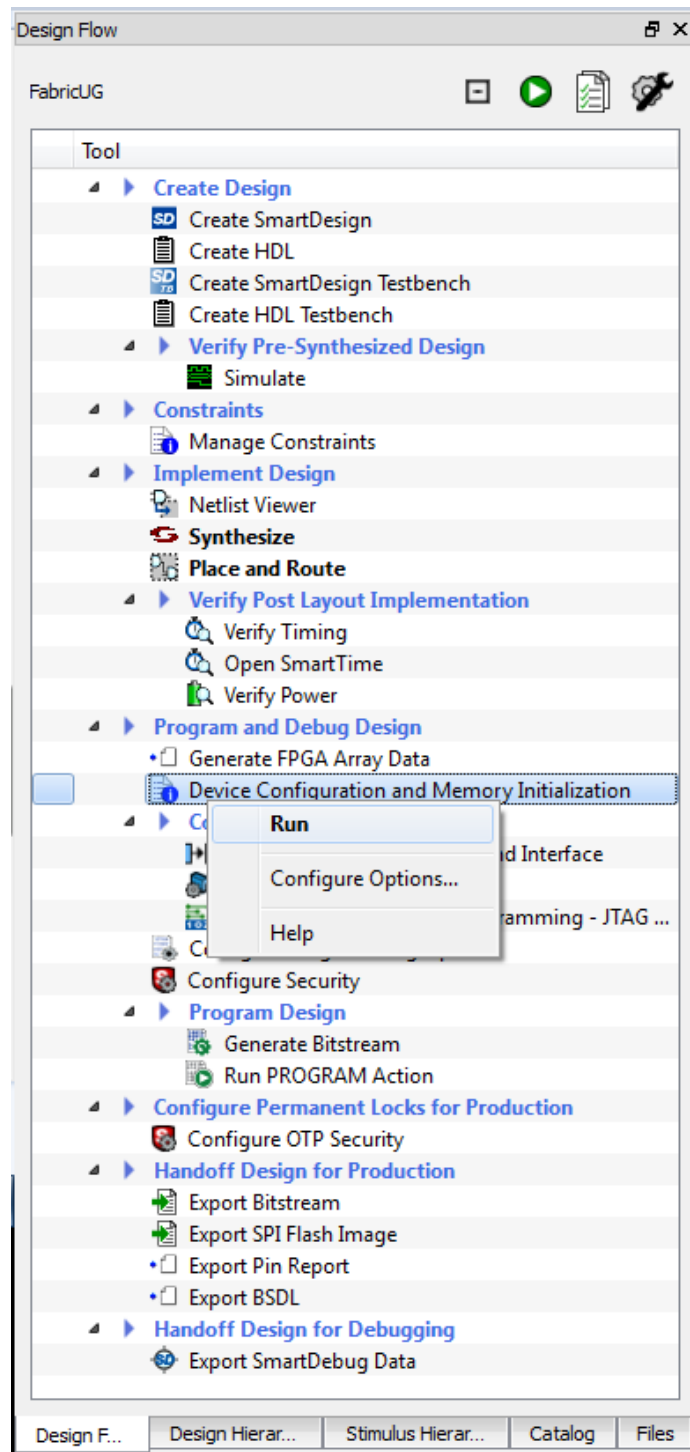 Design Flow
FabricUG
Tool
Create Design
SD Create SmartDesign
Create HDL
SD TB Create SmartDesign Testbench
Create HDL Testbench
Verify Pre-Synthesized Design
Simulate
Constraints
Manage Constraints
Implement Design
Netlist Viewer
Synthesize
Place and Route
Verify Post Layout Implementation
Verify Timing
Open SmartTime
Verify Power
Program and Debug Design
Generate FPGA Array Data
Device Configuration and Memory Initialization
Run
d Interface
Configure Options...
ramming - JTAG ...
Help
Configure Security
Program Design
Generate Bitstream
Run PROGRAM Action
Configure Permanent Locks for Production
Configure OTP Security
Handoff Design for Production
Export Bitstream
Export SPI Flash Image
Export Pin Report
Export BSDL
Handoff Design for Debugging
SD Export SmartDebug Data
Design F... Design Hierar... Stimulus Hierar... Catalog Files